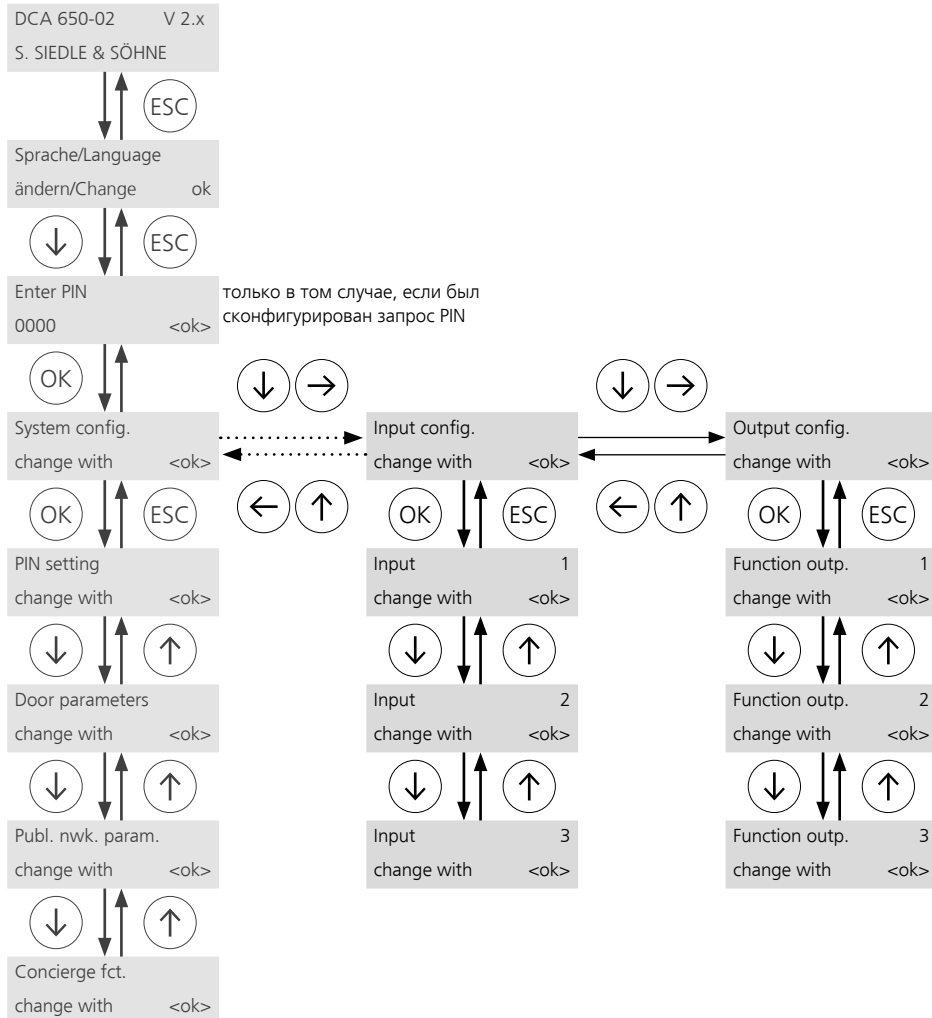 DCA 650-02 V 2.x
S. SIEDLE & SÖHNE
ESC
Sprache/Language
ändern/Change ok
ESC
Enter PIN
0000 <ok>
только в том случае, если был
сконфигурирован запрос PIN
OK
System config.
change with <ok>
Input config.
change with <ok>
Output config.
change with <ok>
OK ESC
OK ESC
OK ESC
PIN setting
change with <ok>
Input 1
change with <ok>
Function outp. 1
change with <ok>
Door parameters
change with <ok>
Input 2
change with <ok>
Function outp. 2
change with <ok>
Publ. nwk. param.
change with <ok>
Input 3
change with <ok>
Function outp. 3
change with <ok>
Concierge fct.
change with <ok>